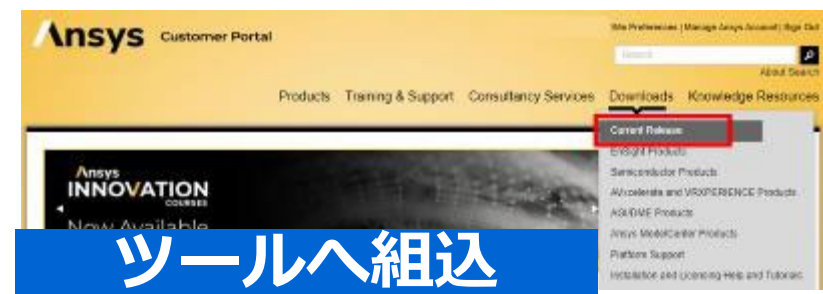 Ansys Customer Portal
Site Preferences | Manage Ansys Account | Sign Out
Search
About Search
Products Training & Support Consultancy Services Downloads Knowledge Resources
Current Release
EnSight Products
Semiconductor Products
AVxcelerate and VRXPERIENCE Products
AGI/DME Products
Ansys ModelCenter Products
Platform Support
Installation and Licensing Help and Tutorials
Ansys
INNOVATION
COURSES
Now Available
ツールへ組込